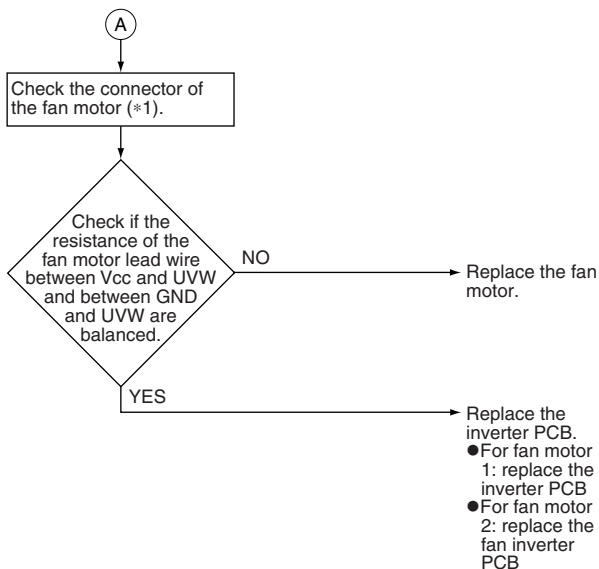 A
Check the connector of
the fan motor (*1).
Check if the
resistance of the
fan motor lead wire
between Vcc and UVW
and between GND
and UVW are
balanced.
NO
Replace the fan
motor.
YES
Replace the
inverter PCB.
●For fan motor
1: replace the
inverter PCB
●For fan motor
2: replace the
fan inverter
PCB